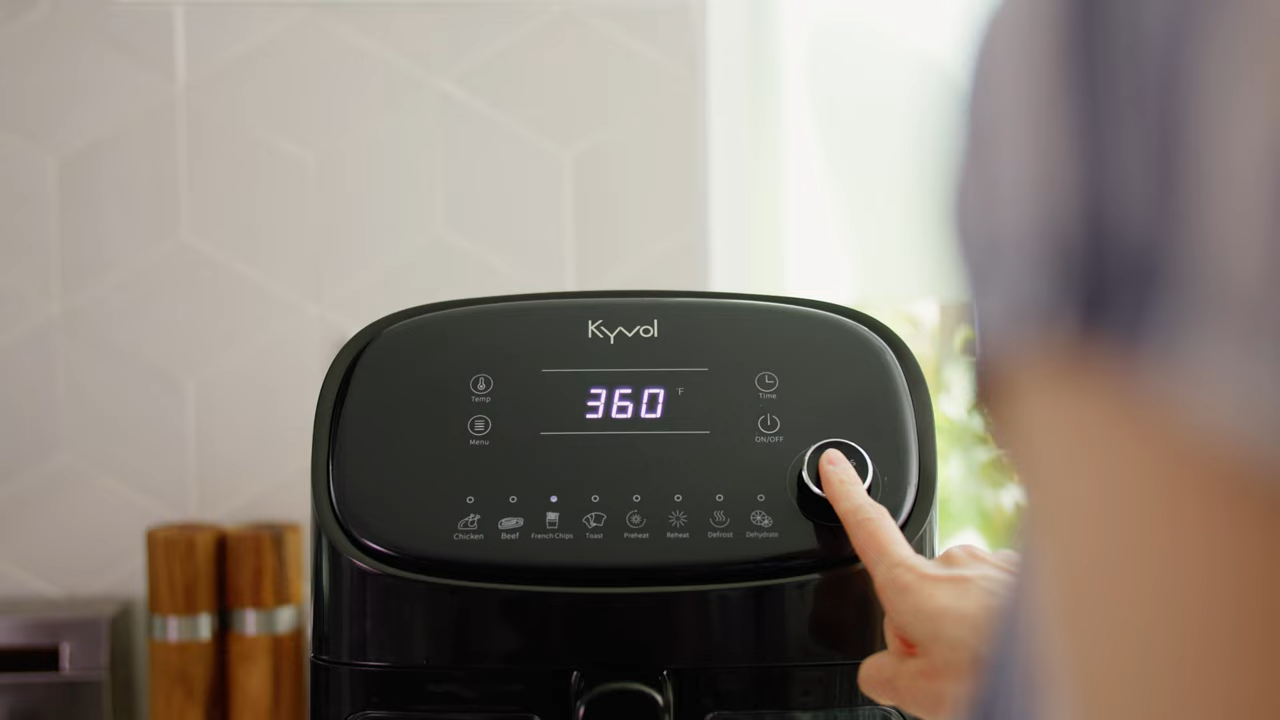 Kyvol
Temp
360 °F
Time
Menu
ON/OFF
Chicken Beef French Chips Toast Preheat Reheat Defrost Dehydrate